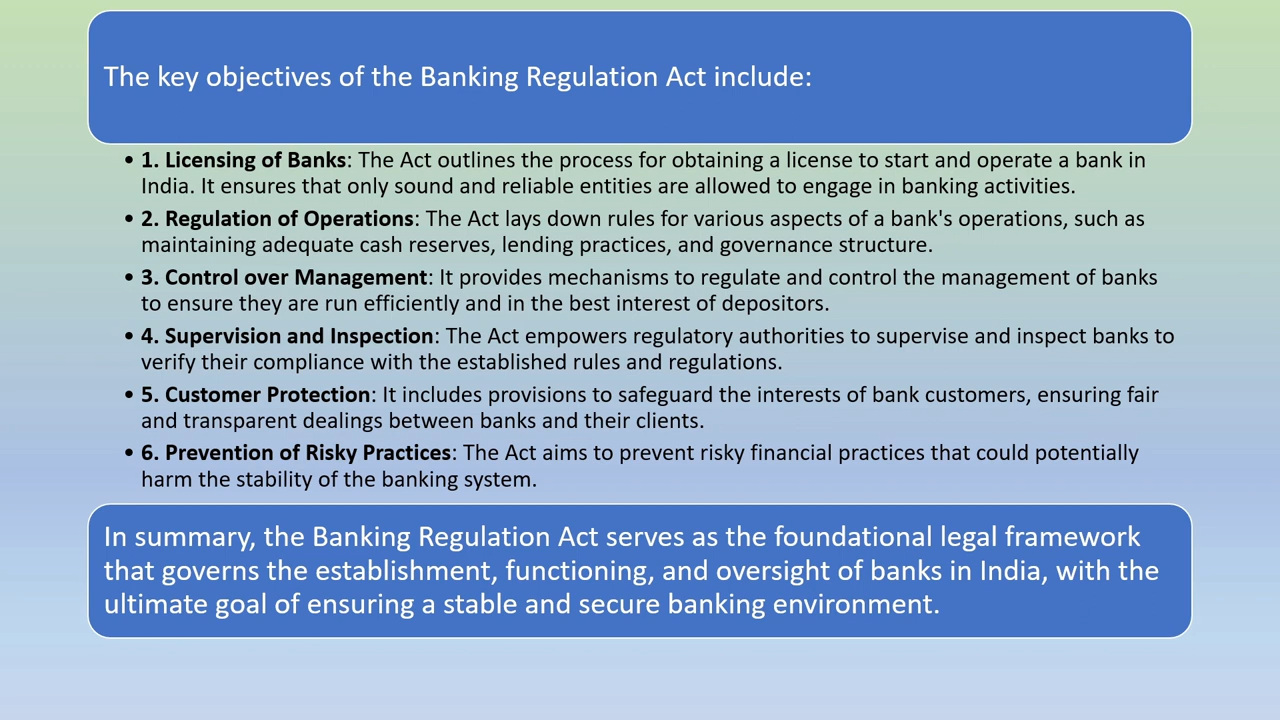 The key objectives of the Banking Regulation Act include:
• 1. Licensing of Banks: The Act outlines the process for obtaining a license to start and operate a bank in
India. It ensures that only sound and reliable entities are allowed to engage in banking activities.
• 2. Regulation of Operations: The Act lays down rules for various aspects of a bank's operations, such as
maintaining adequate cash reserves, lending practices, and governance structure.
• 3. Control over Management: It provides mechanisms to regulate and control the management of banks
to ensure they are run efficiently and in the best interest of depositors.
• 4. Supervision and Inspection: The Act empowers regulatory authorities to supervise and inspect banks to
verify their compliance with the established rules and regulations.
• 5. Customer Protection: It includes provisions to safeguard the interests of bank customers, ensuring fair
and transparent dealings between banks and their clients.
• 6. Prevention of Risky Practices: The Act aims to prevent risky financial practices that could potentially
harm the stability of the banking system.
In summary, the Banking Regulation Act serves as the foundational legal framework
that governs the establishment, functioning, and oversight of banks in India, with the
ultimate goal of ensuring a stable and secure banking environment.